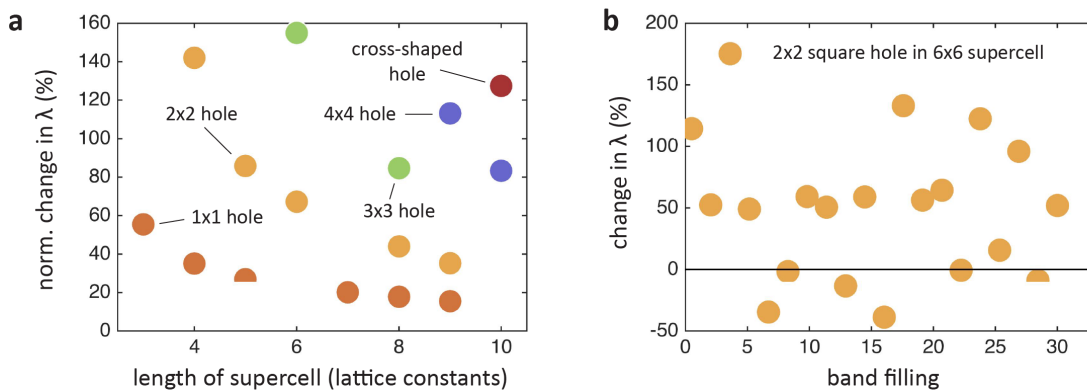 a
160
140
120
100
80
60
40
20
0
norm. change in λ (%)
cross-shaped
hole
2x2 hole
4x4 hole
1x1 hole
3x3 hole
4
6
8
10
length of supercell (lattice constants)
b
200
150
100
50
0
-50
change in λ (%)
2x2 square hole in 6x6 supercell
0
5
10
15
20
25
30
band filling